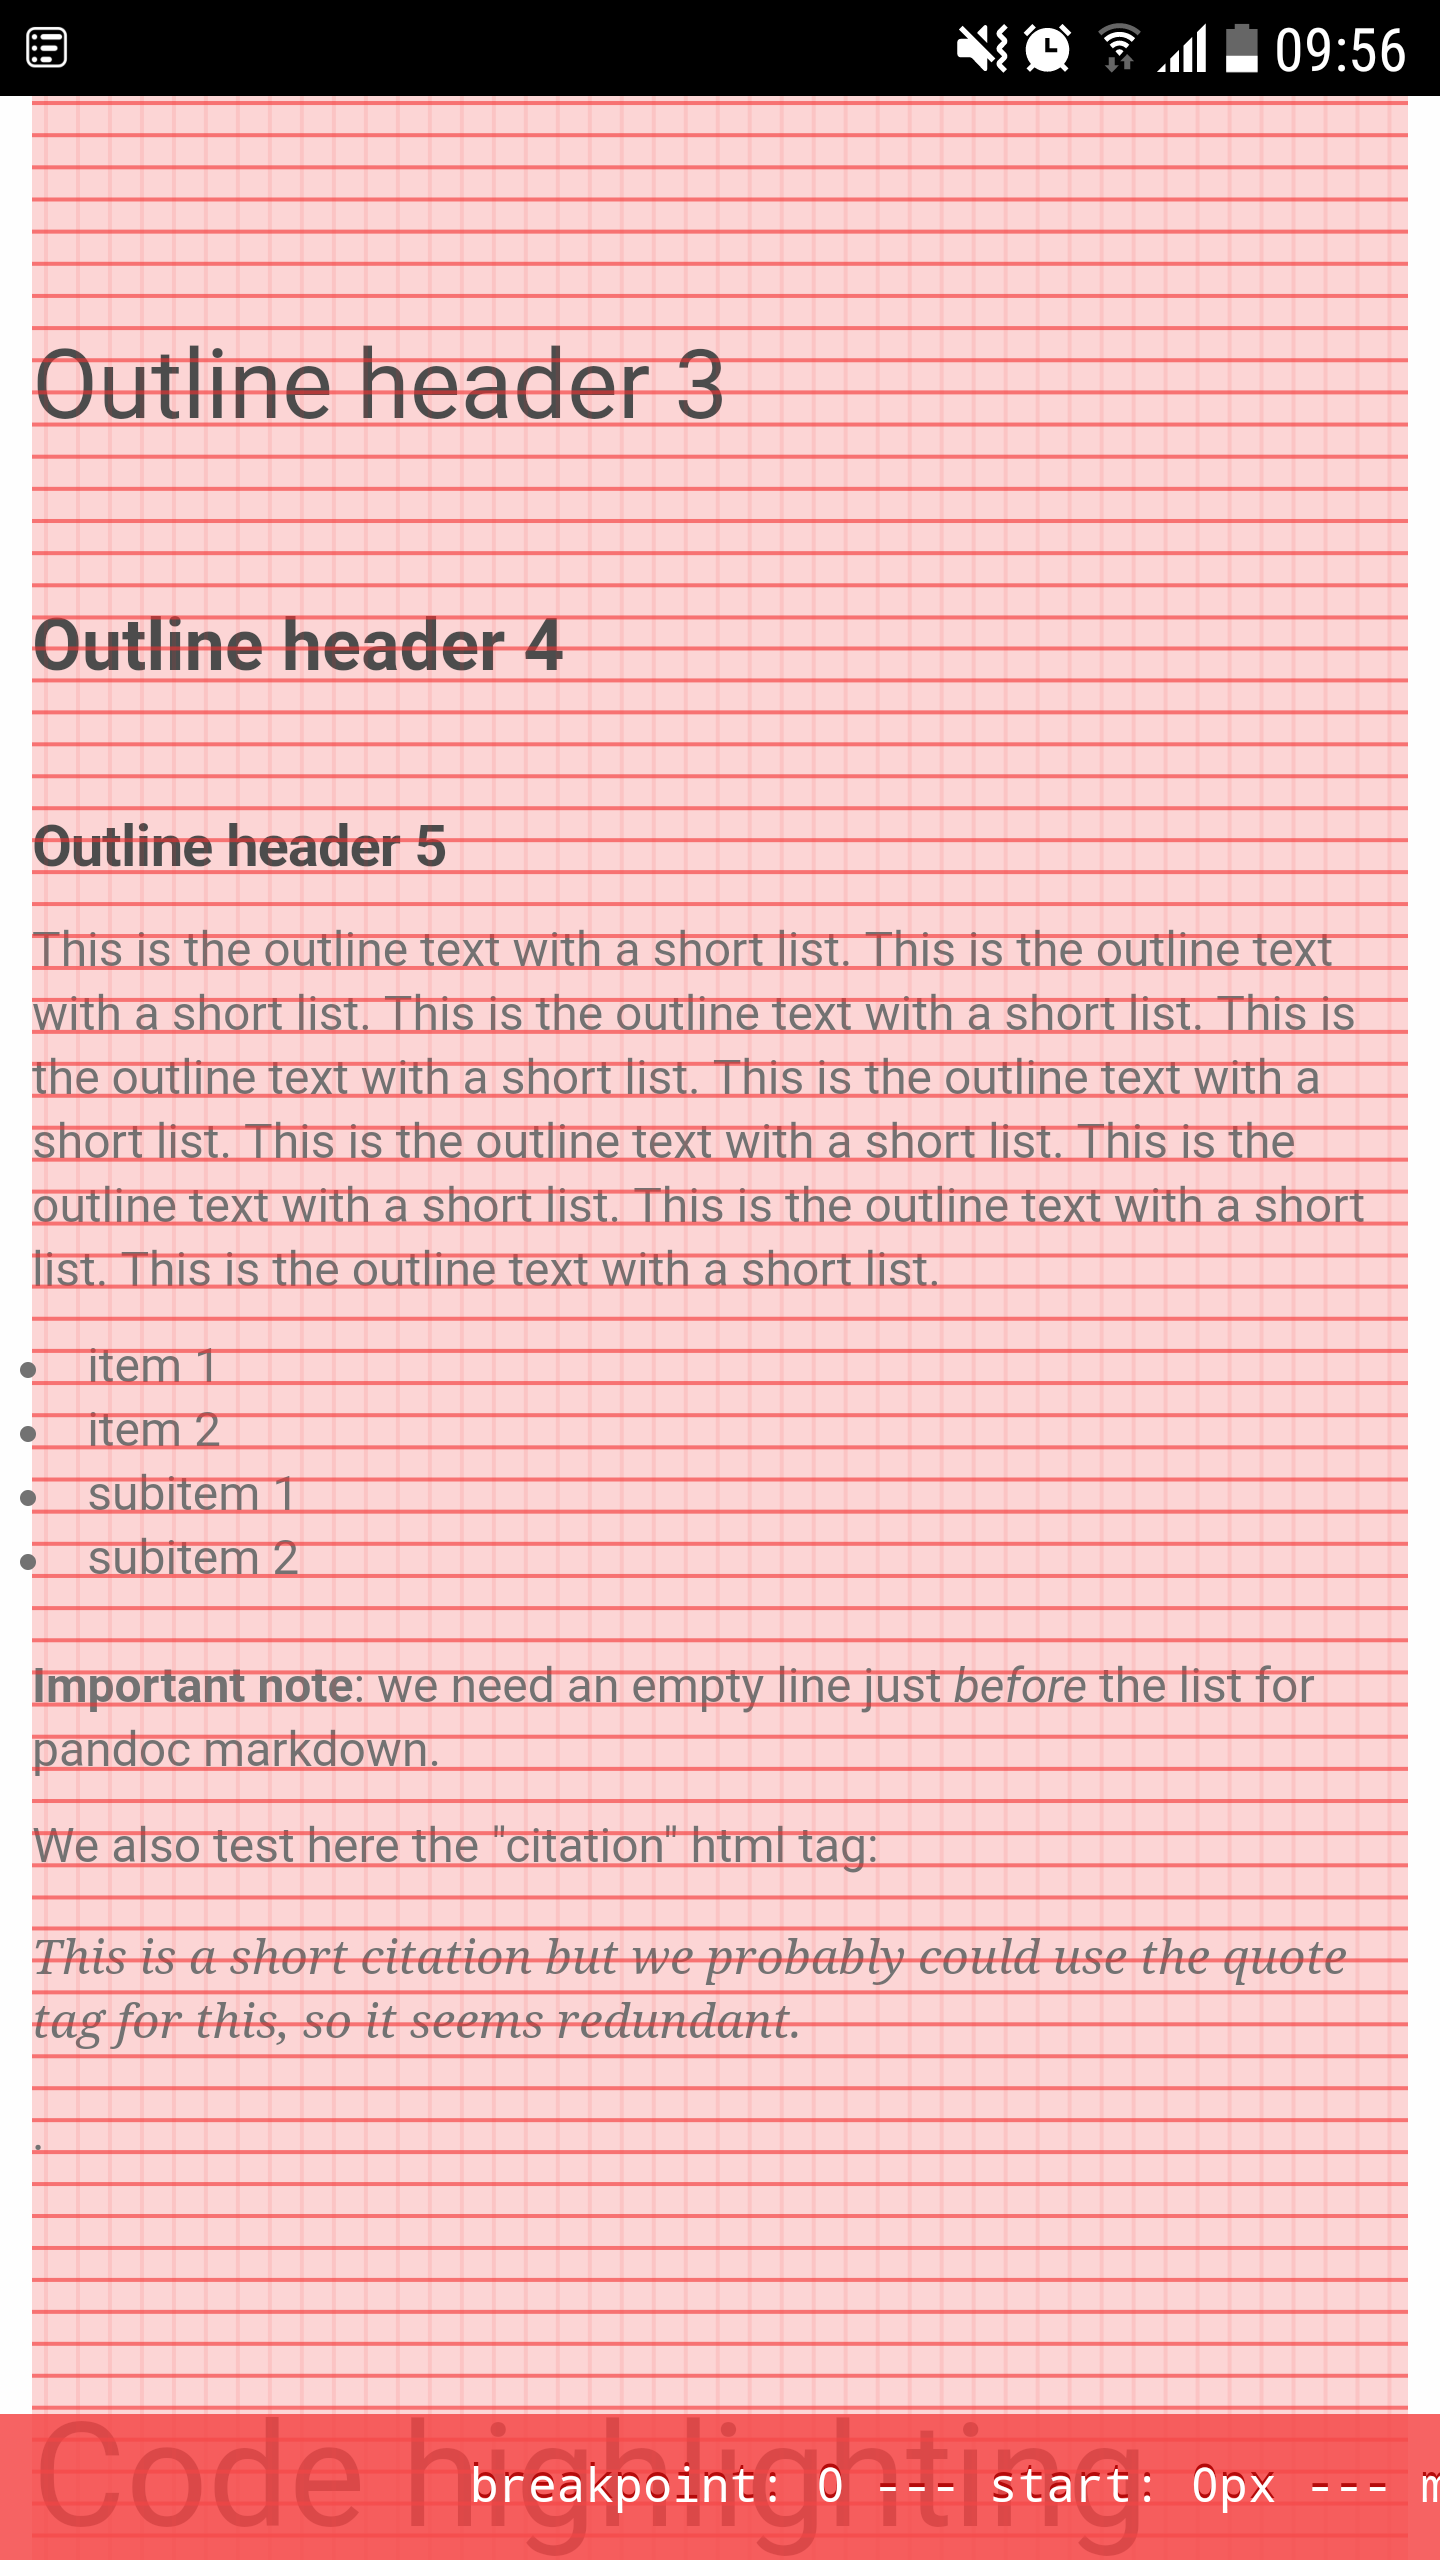 09:56
Outline header 3
Outline header 4
Outline header 5
This is the outline text with a short list. This is the outline text
with a short list. This is the outline text with a short list. This is
the outline text with a short list. This is the outline text with a
short list. This is the outline text with a short list. This is the
outline text with a short list. This is the outline text with a short
list. This is the outline text with a short list.
• item 1
• item 2
• subitem 1
• subitem 2
Important note: we need an empty line just before the list for
pandoc markdown.
We also test here the "citation" html tag:
This is a short citation but we probably could use the quote
tag for this, so it seems redundant.
.
Code highlighting
breakpoint: 0 --- start: 0px --- m